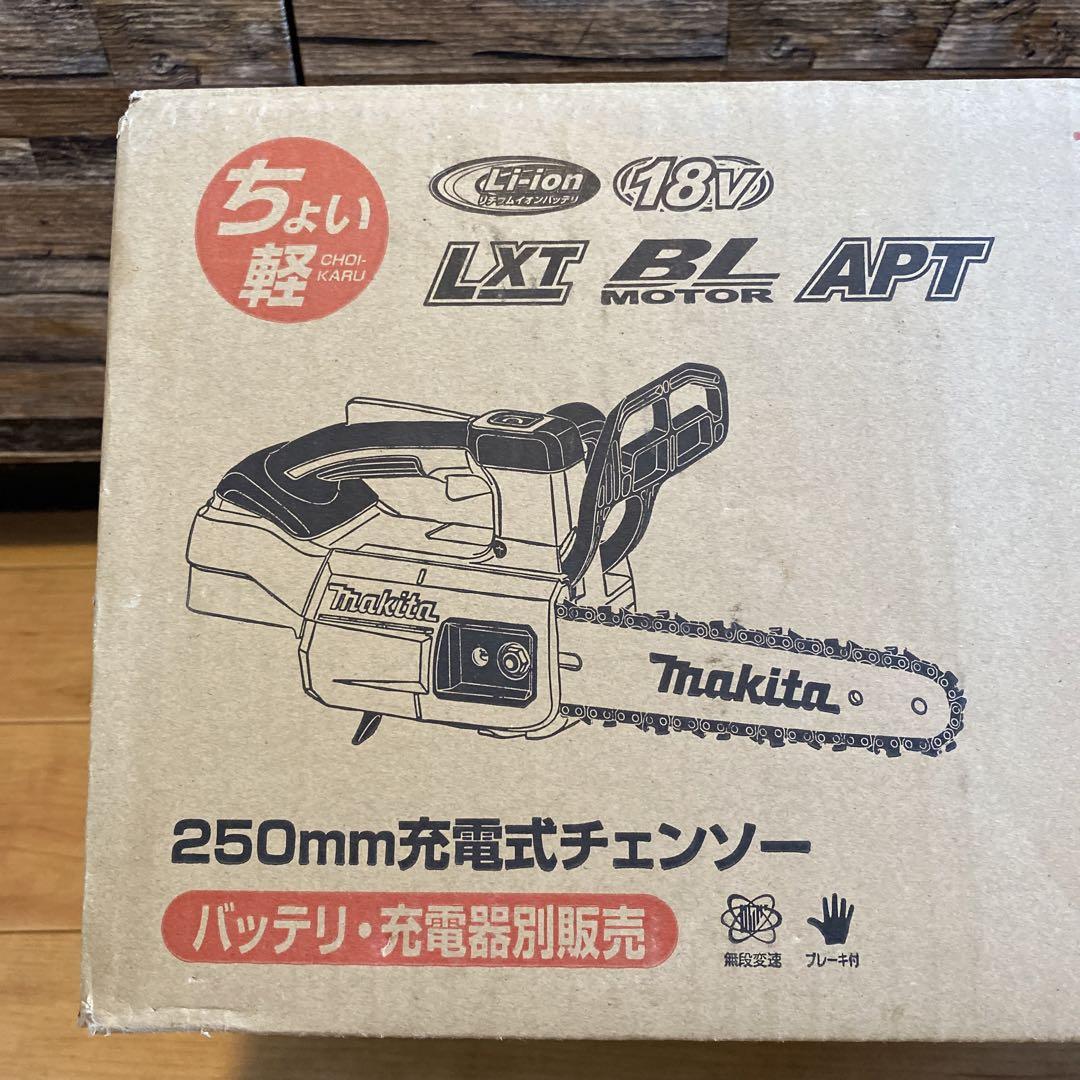 ちょい
軽
CHOI-
KARU
Li-ion
リチウムイオンバッテリ
18V
LXT
BL
MOTOR
APT
makita
makita
250mm充電式チェンソー
バッテリ・充電器別販売
無段変速
ブレーキ付